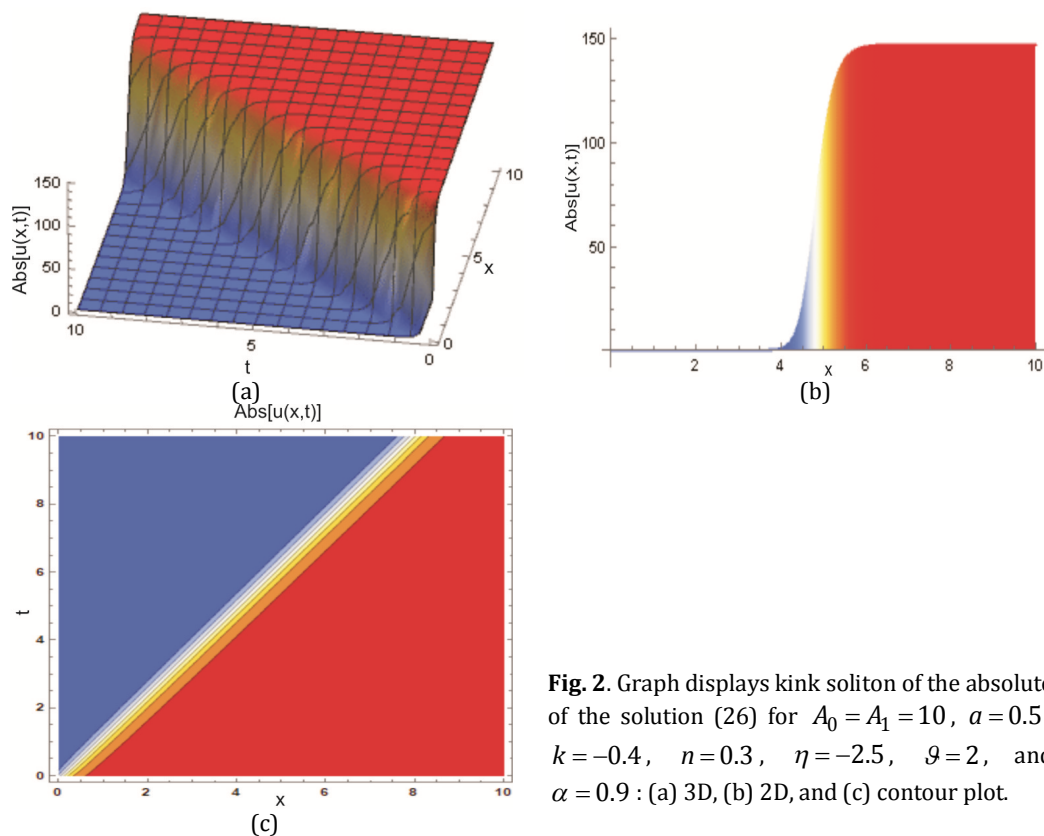 150
100
50
0
Abs[u(x,t)]
10
5
0
t
10
5
0
x
(a)
150
100
50
Abs[u(x,t)]
2
4
6
8
10
x
(b)
Abs[u(x,t)]
10
8
6
4
2
0
t
0
2
4
6
8
10
x
(c)
Fig. 2. Graph displays kink soliton of the absolute
of the solution (26) for A₀ = A₁ = 10, a = 0.5
k = −0.4, n = 0.3, η = −2.5, ϑ = 2, and
α = 0.9 : (a) 3D, (b) 2D, and (c) contour plot.